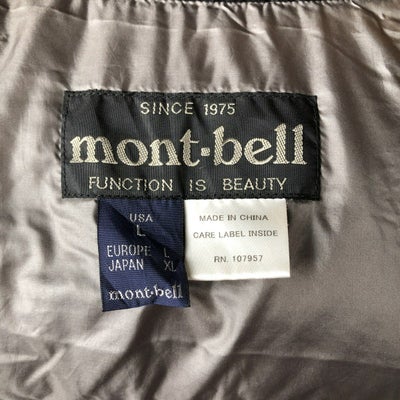 SINCE 1975
mont-bell
FUNCTION IS BEAUTY
USA
L
EUROPE L
JAPAN XL
mont-bell
MADE IN CHINA
CARE LABEL INSIDE
RN. 107957